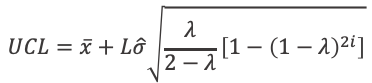 UCL = x̄ + Lσ̂√(λ/(2 − λ) [1 − (1 − λ)²ⁱ])